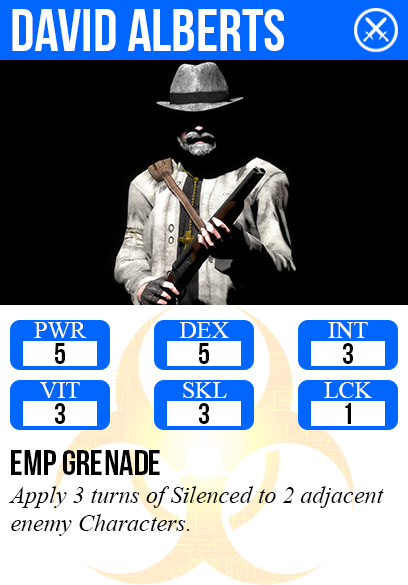 DAVID ALBERTS
PWR DEX INT
5 5 3
VIT SKL LCK
3 3 1
EMP GRENADE
Apply 3 turns of Silenced to 2 adjacent
enemy Characters.